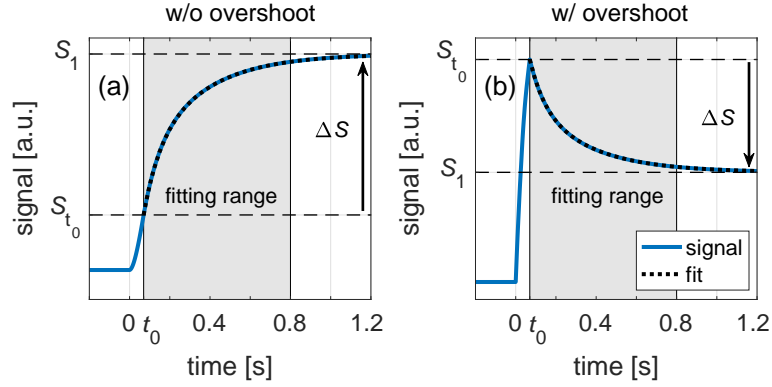 w/o overshoot
S1
(a)
ΔS
signal [a.u.]
St0
fitting range
0 t0 0.4 0.8 1.2
time [s]
w/ overshoot
St0
(b)
ΔS
signal [a.u.]
S1
fitting range
signal
fit
0 t0 0.4 0.8 1.2
time [s]